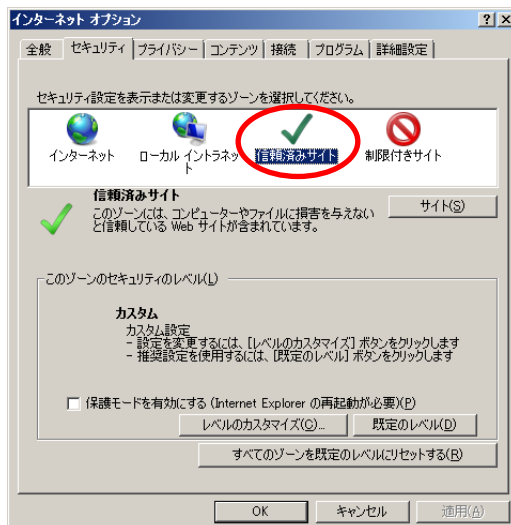 インターネット オプション
全般 セキュリティ プライバシー コンテンツ 接続 プログラム 詳細設定
セキュリティ設定を表示または変更するゾーンを選択してください。
インターネット ローカル イントラネット 信頼済みサイト 制限付きサイト
信頼済みサイト
このゾーンには、コンピューターやファイルに損害を与えない
と信頼している Web サイトが含まれています。
サイト(S)
このゾーンのセキュリティのレベル(L)
カスタム
カスタム設定
- 設定を変更するには、[レベルのカスタマイズ] ボタンをクリックします
- 推奨設定を使用するには、[既定のレベル] ボタンをクリックします
保護モードを有効にする (Internet Explorer の再起動が必要)(P)
レベルのカスタマイズ(C)... 既定のレベル(D)
すべてのゾーンを既定のレベルにリセットする(R)
OK キャンセル 適用(A)